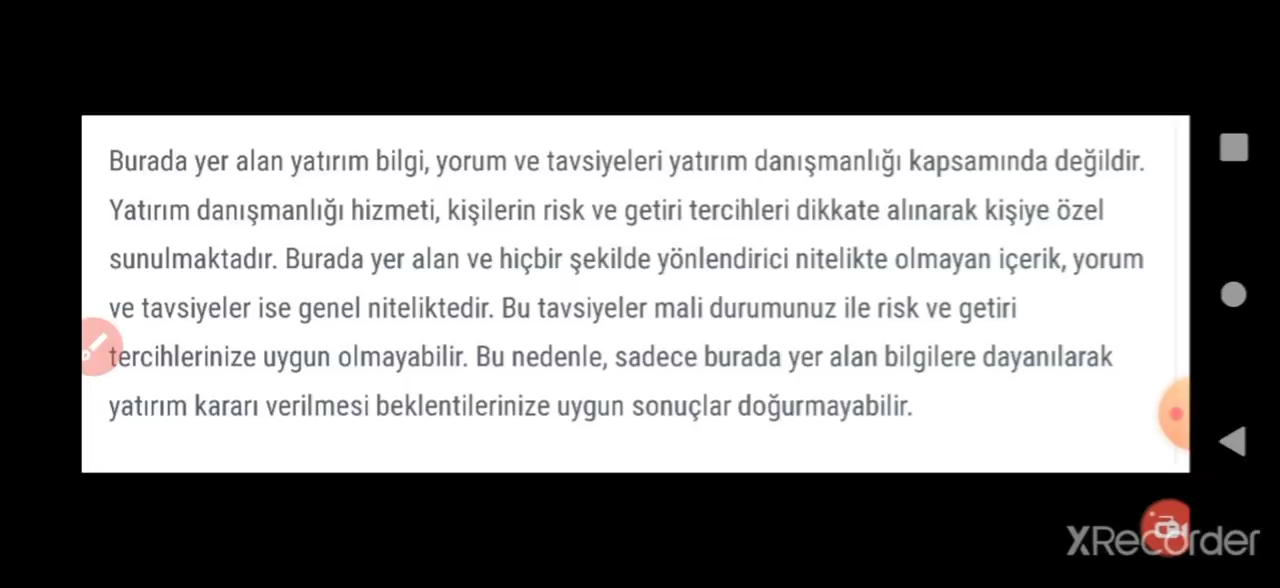 Burada yer alan yatırım bilgi, yorum ve tavsiyeleri yatırım danışmanlığı kapsamında değildir.
Yatırım danışmanlığı hizmeti, kişilerin risk ve getiri tercihleri dikkate alınarak kişiye özel
sunulmaktadır. Burada yer alan ve hiçbir şekilde yönlendirici nitelikte olmayan içerik, yorum
ve tavsiyeler ise genel niteliktedir. Bu tavsiyeler mali durumunuz ile risk ve getiri
tercihlerinize uygun olmayabilir. Bu nedenle, sadece burada yer alan bilgilere dayanılarak
yatırım kararı verilmesi beklentilerinize uygun sonuçlar doğurmayabilir.
XRecorder